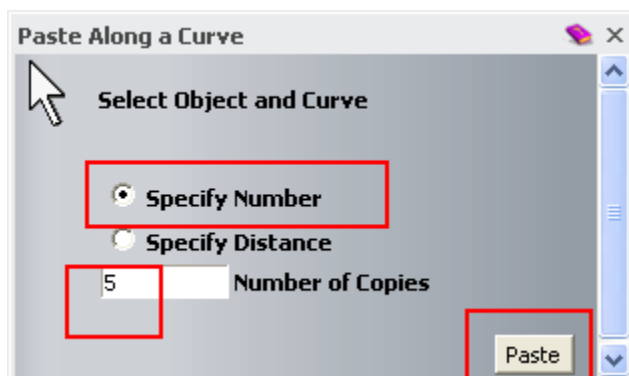 Paste Along a Curve
Select Object and Curve
Specify Number
Specify Distance
5 Number of Copies
Paste